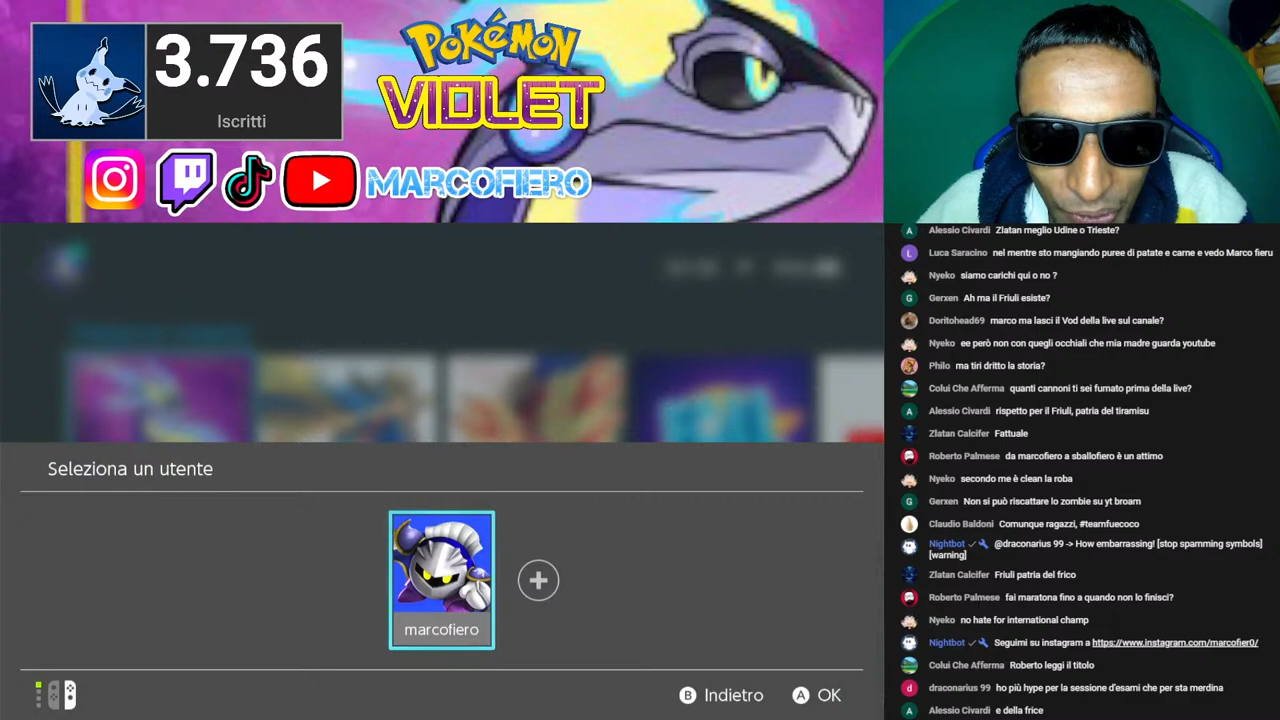 3.736
Iscritti
POKéMON
VIOLET
MARCOFIERO
Seleziona un utente
marcofiero
B Indietro
A OK
A Alessio Civardi Zlatan meglio Udine o Trieste?
L Luca Saracino nel mentre sto mangiando puree di patate e carne e vedo Marco fieru
Nyeko siamo carichi qui o no ?
G Gerxen Ah ma il Friuli esiste?
Doritohead69 marco ma lasci il Vod della live sul canale?
Nyeko ee però non con quegli occhiali che mia madre guarda youtube
Philo ma tiri dritto la storia?
Colui Che Afferma quanti cannoni ti sei fumato prima della live?
A Alessio Civardi rispetto per il Friuli, patria del tiramisu
Zlatan Calcifer Fattuale
Roberto Palmese da marcofiero a sballofiero è un attimo
Nyeko secondo me è clean la roba
G Gerxen Non si può riscattare lo zombie su yt broam
Claudio Baldoni Comunque ragazzi, #teamfuecoco
Nightbot @draconarius 99 -> How embarrassing! [stop spamming symbols]
[warning]
Zlatan Calcifer Friuli patria del frico
Roberto Palmese fai maratona fino a quando non lo finisci?
Nyeko no hate for international champ
Nightbot Seguimi su instagram a https://www.instagram.com/marcofier0/
Colui Che Afferma Roberto leggi il titolo
d draconarius 99 ho più hype per la sessione d'esami che per sta merdina
A Alessio Civardi e della frice